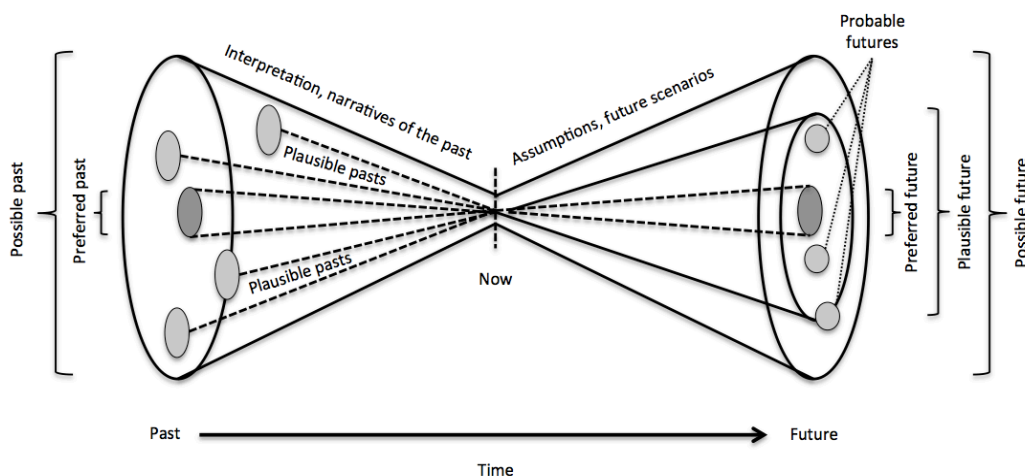 Probable
futures
Interpretation, narratives of the past
Assumptions, future scenarios
Possible past
Preferred past
Plausible pasts
Plausible pasts
Now
Preferred future
Plausible future
Possible future
Past
Future
Time